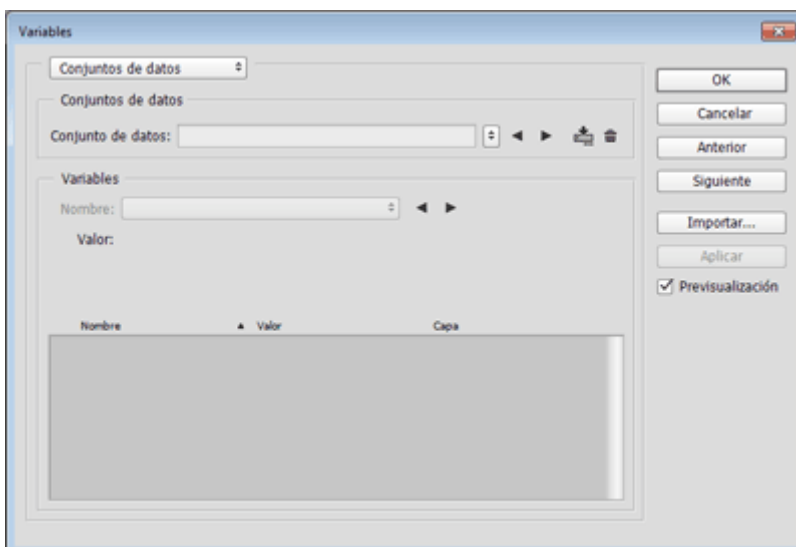 Variables
Conjuntos de datos
Conjuntos de datos
Conjunto de datos:
Variables
Nombre:
Valor:
Nombre Valor Capa
OK
Cancelar
Anterior
Siguiente
Importar...
Aplicar
Previsualización